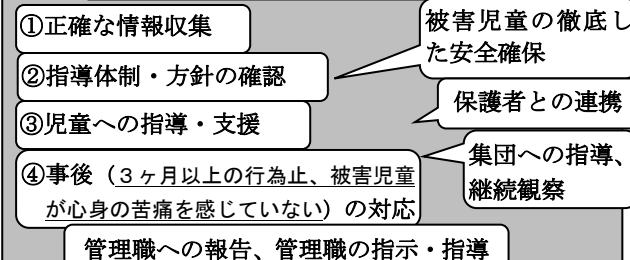 ①正確な情報収集
被害児童の徹底し
た安全確保
②指導体制・方針の確認
保護者との連携
③児童への指導・支援
集団への指導、
継続観察
④事後（３ヶ月以上の行為止、被害児童
が心身の苦痛を感じていない）の対応
管理職への報告、管理職の指示・指導